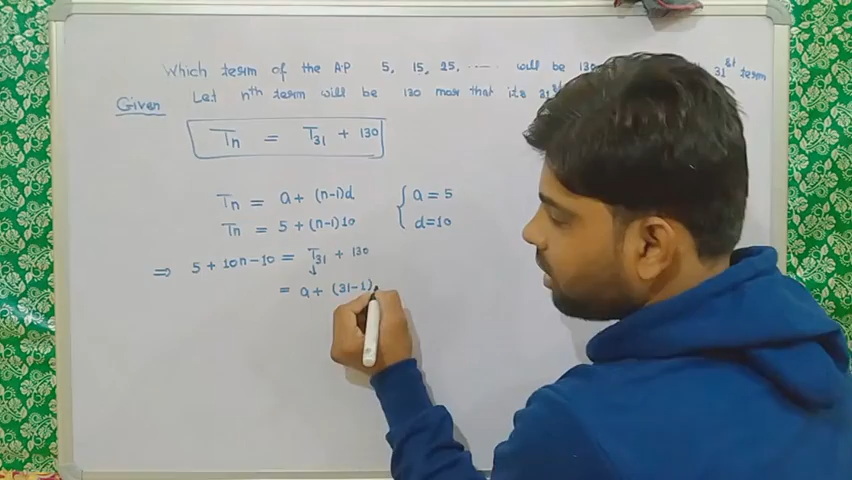 Which term of the AP 5, 15, 25, ...... will be 130 31st term
Given Let nth term will be 130 mor that its 31st
Tn = T31 + 130
Tn = a + (n-1)d { a = 5
Tn = 5 + (n-1)10 d=10
⇒ 5 + 10n - 10 = T31 + 130
↓
= a + (31-1)